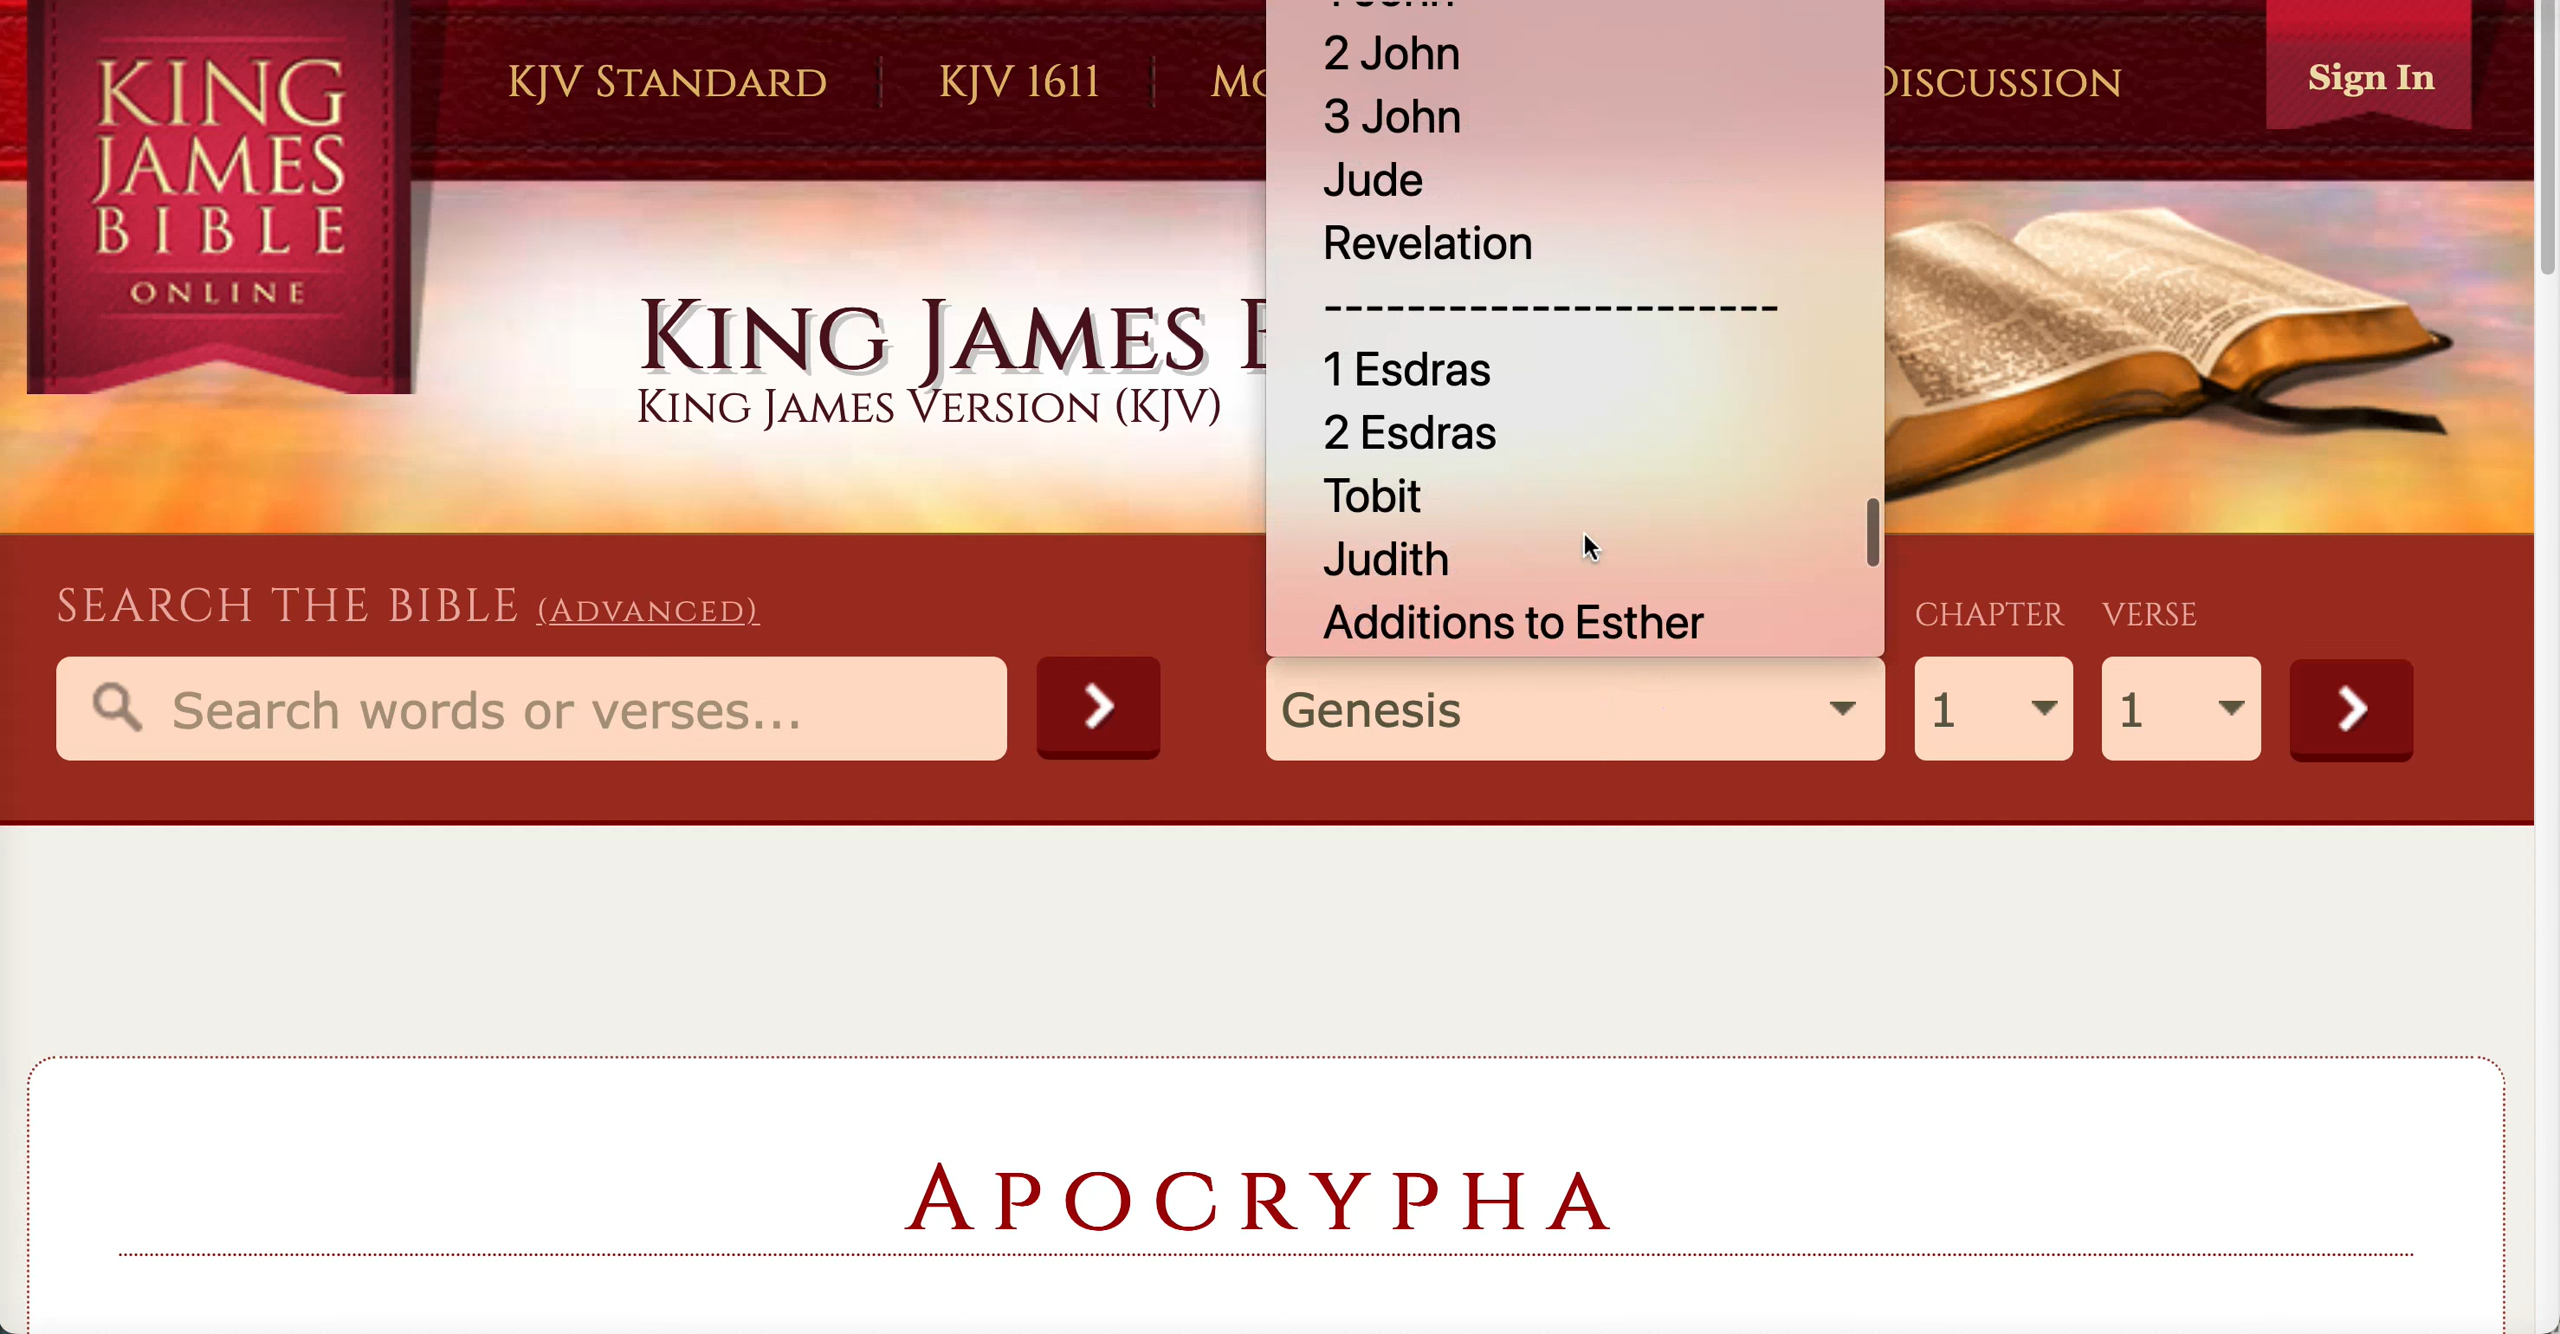 KING
JAMES
BIBLE
ONLINE
KJV STANDARD
KJV 1611
DISCUSSION
Sign In
KING JAMES
KING JAMES VERSION (KJV)
2 John
3 John
Jude
Revelation
----------------------
1 Esdras
2 Esdras
Tobit
Judith
Additions to Esther
SEARCH THE BIBLE (ADVANCED)
CHAPTER VERSE
Search words or verses...
Genesis
1
1
APOCRYPHA